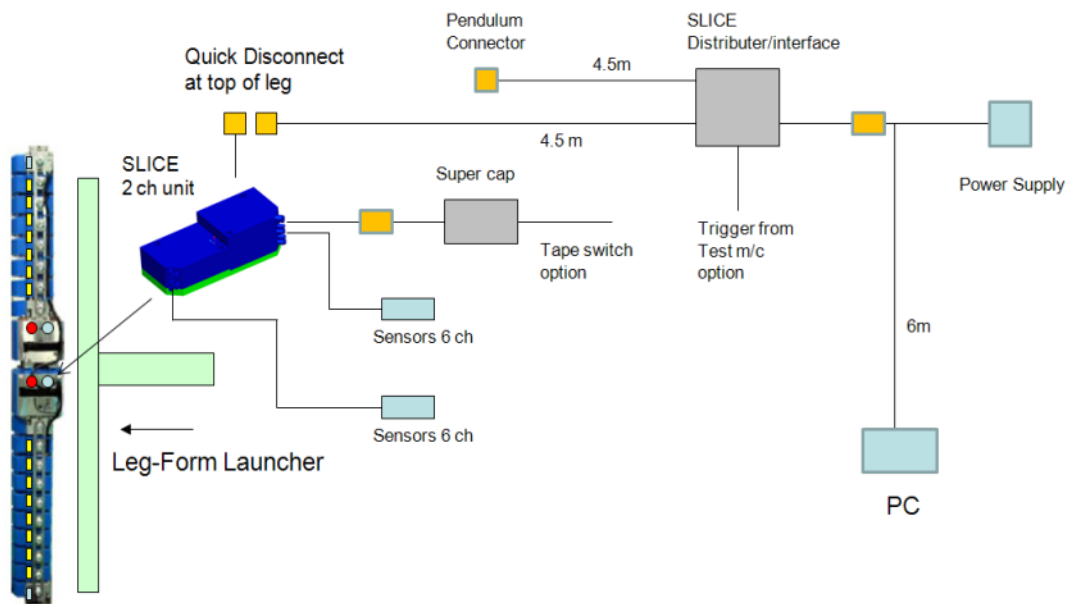 Pendulum
Connector
SLICE
Distributer/interface
4.5m
Quick Disconnect
at top of leg
4.5 m
SLICE
2 ch unit
Super cap
Power Supply
Tape switch
option
Trigger from
Test m/c
option
Sensors 6 ch
6m
Sensors 6 ch
Leg-Form Launcher
PC